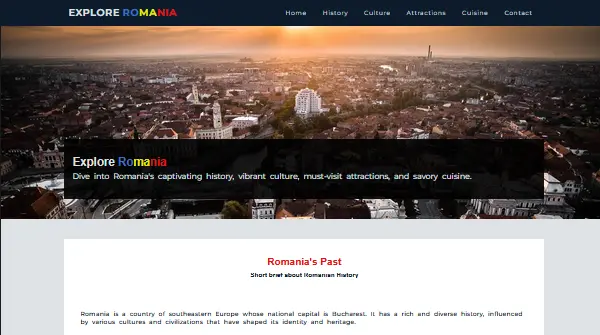 EXPLORE ROMANIA
Home History Culture Attractions Cuisine Contact
Explore Romania
Dive into Romania's captivating history, vibrant culture, must-visit attractions, and savory cuisine.
Romania's Past
Short brief about Romanian History
Romania is a country of southeastern Europe whose national capital is Bucharest. It has a rich and diverse history, influenced
by various cultures and civilizations that have shaped its identity and heritage.